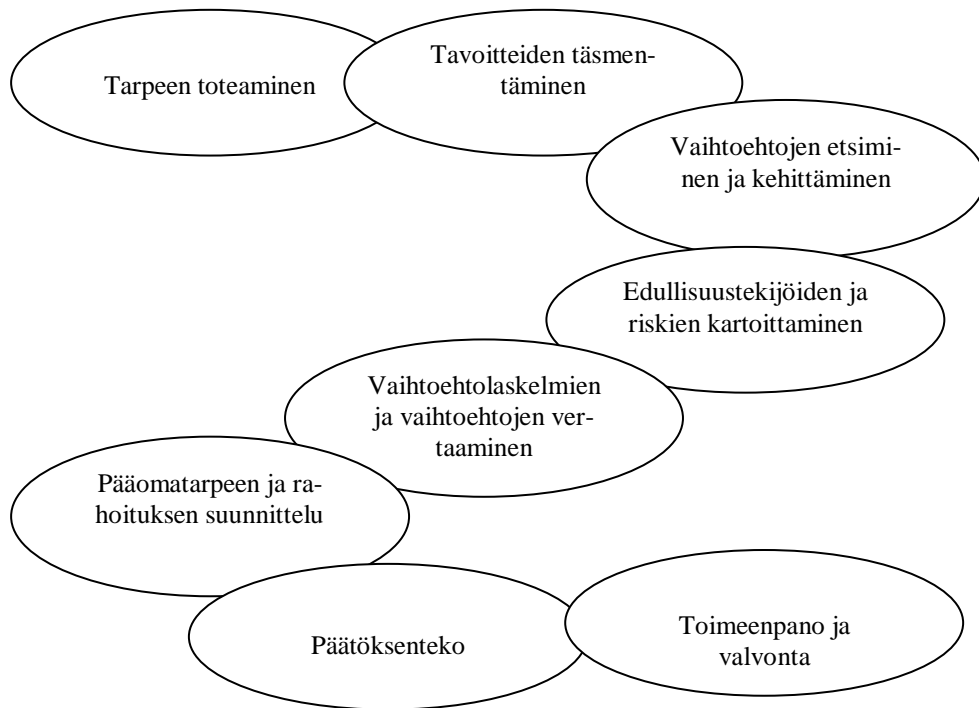 Tarpeen toteaminen
Tavoitteiden täsmen-
täminen
Vaihtoehtojen etsimi-
nen ja kehittäminen
Edullisuustekijöiden ja
riskien kartoittaminen
Vaihtoehtolaskelmien
ja vaihtoehtojen ver-
taaminen
Pääomatarpeen ja ra-
hoituksen suunnittelu
Päätöksenteko
Toimeenpano ja
valvonta